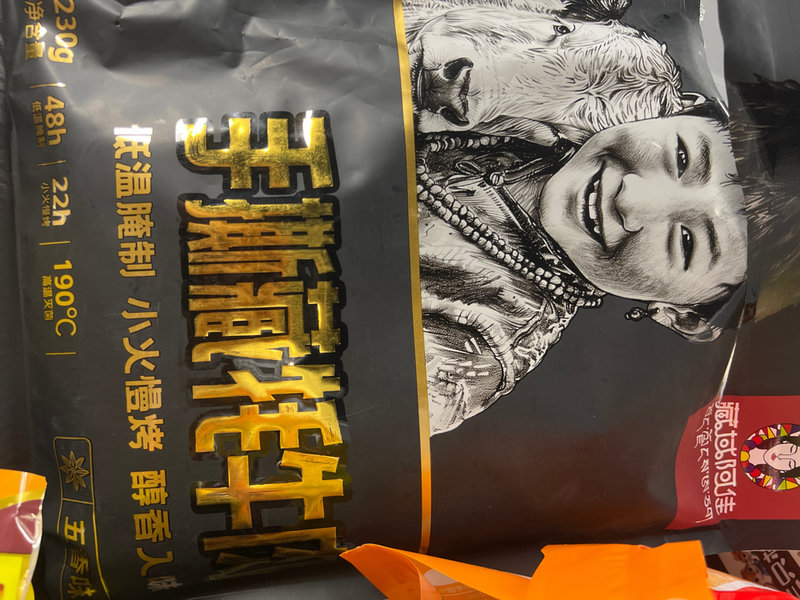 藏域阿佳
手撕藏牦牛
低温腌制 小火慢烤 醇香入味
230g 48h 22h 190°C
净含量 低温腌制 小火慢烤 高温灭菌
五香味